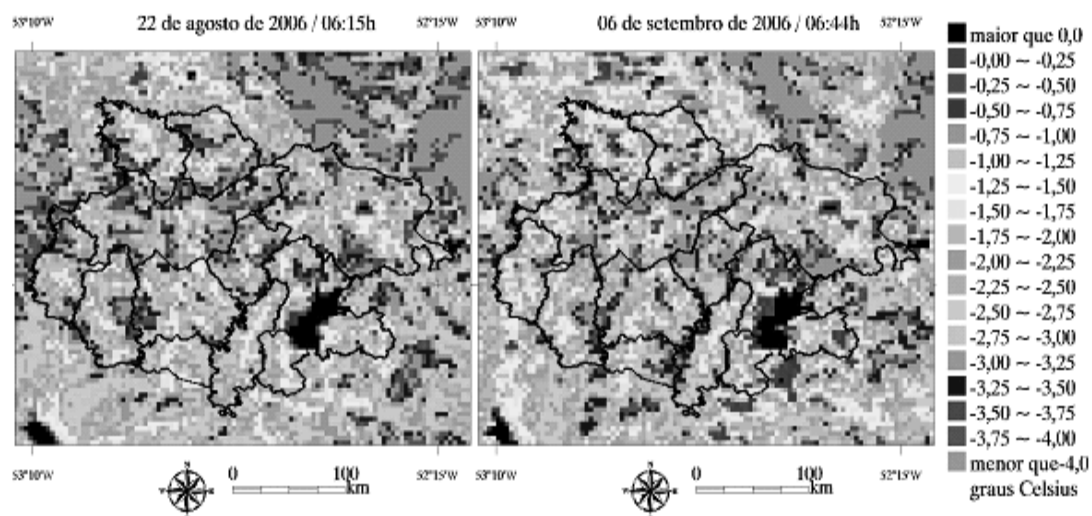 53°10'W 22 de agosto de 2006 / 06:15h 52°15'W
53°10'W 06 de setembro de 2006 / 06:44h 52°15'W
maior que 0,0
-0,00 ~ -0,25
-0,25 ~ -0,50
-0,50 ~ -0,75
-0,75 ~ -1,00
-1,00 ~ -1,25
-1,25 ~ -1,50
-1,50 ~ -1,75
-1,75 ~ -2,00
-2,00 ~ -2,25
-2,25 ~ -2,50
-2,50 ~ -2,75
-2,75 ~ -3,00
-3,00 ~ -3,25
-3,25 ~ -3,50
-3,50 ~ -3,75
-3,75 ~ -4,00
menor que-4,0
graus Celsius
53°10'W 0 100 52°15'W
km
53°10'W 0 100 52°15'W
km